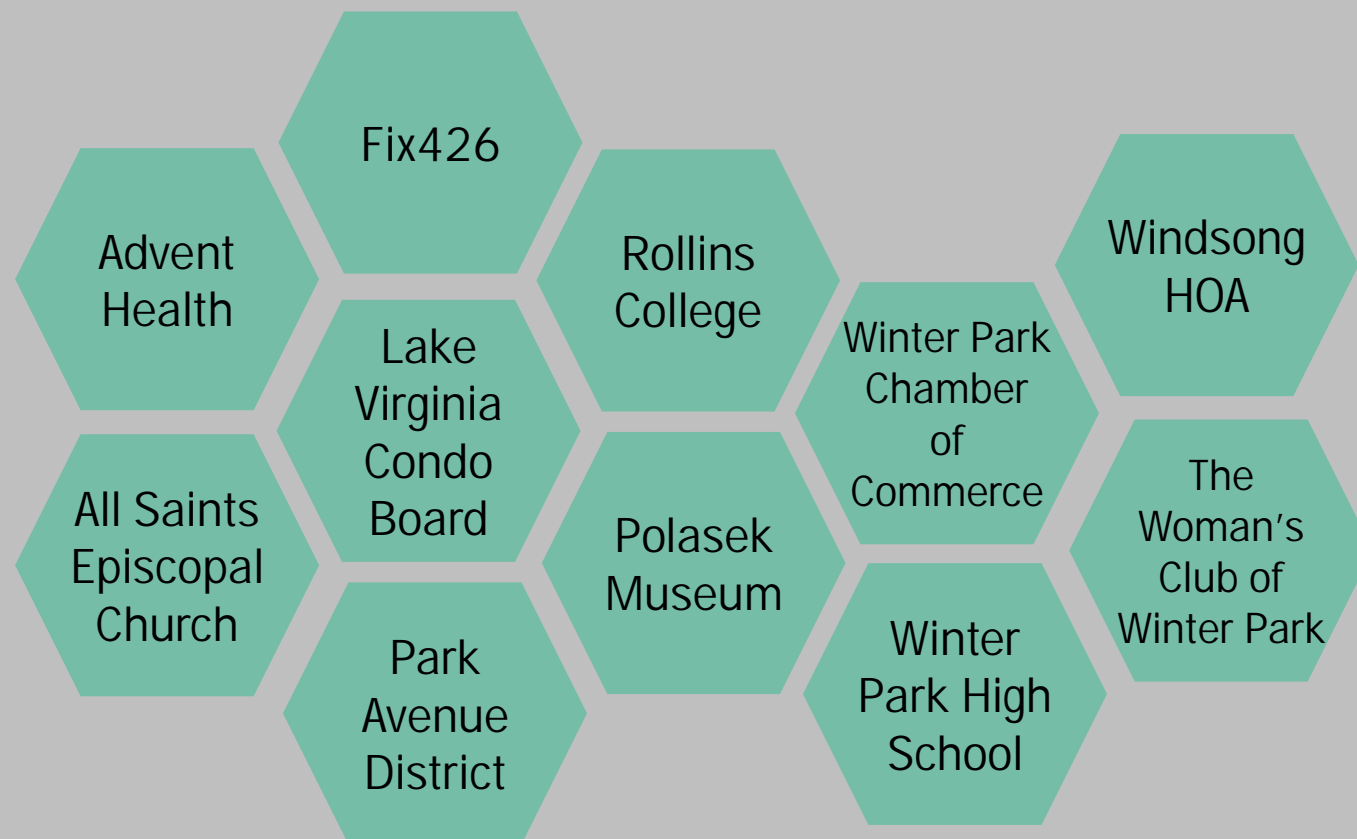 Fix426
Advent
Health
Rollins
College
Windsong
HOA
Lake
Virginia
Condo
Board
Winter Park
Chamber
of
Commerce
All Saints
Episcopal
Church
Polasek
Museum
The
Woman's
Club of
Winter Park
Park
Avenue
District
Winter
Park High
School